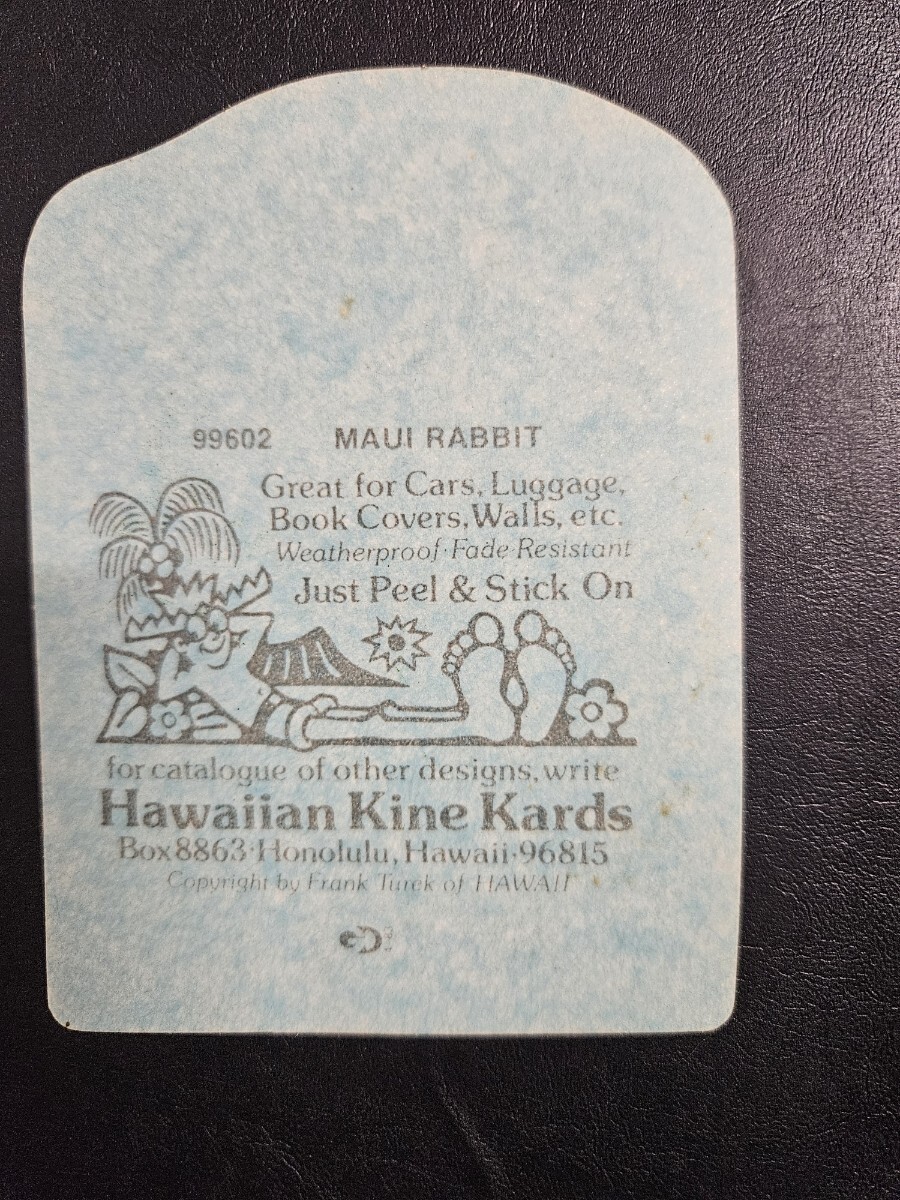 99602 MAUI RABBIT
Great for Cars, Luggage,
Book Covers, Walls, etc.
Weatherproof · Fade Resistant
Just Peel & Stick On
for catalogue of other designs, write
Hawaiian Kine Kards
Box 8863 · Honolulu, Hawaii · 96815
Copyright by Frank Turek of HAWAII